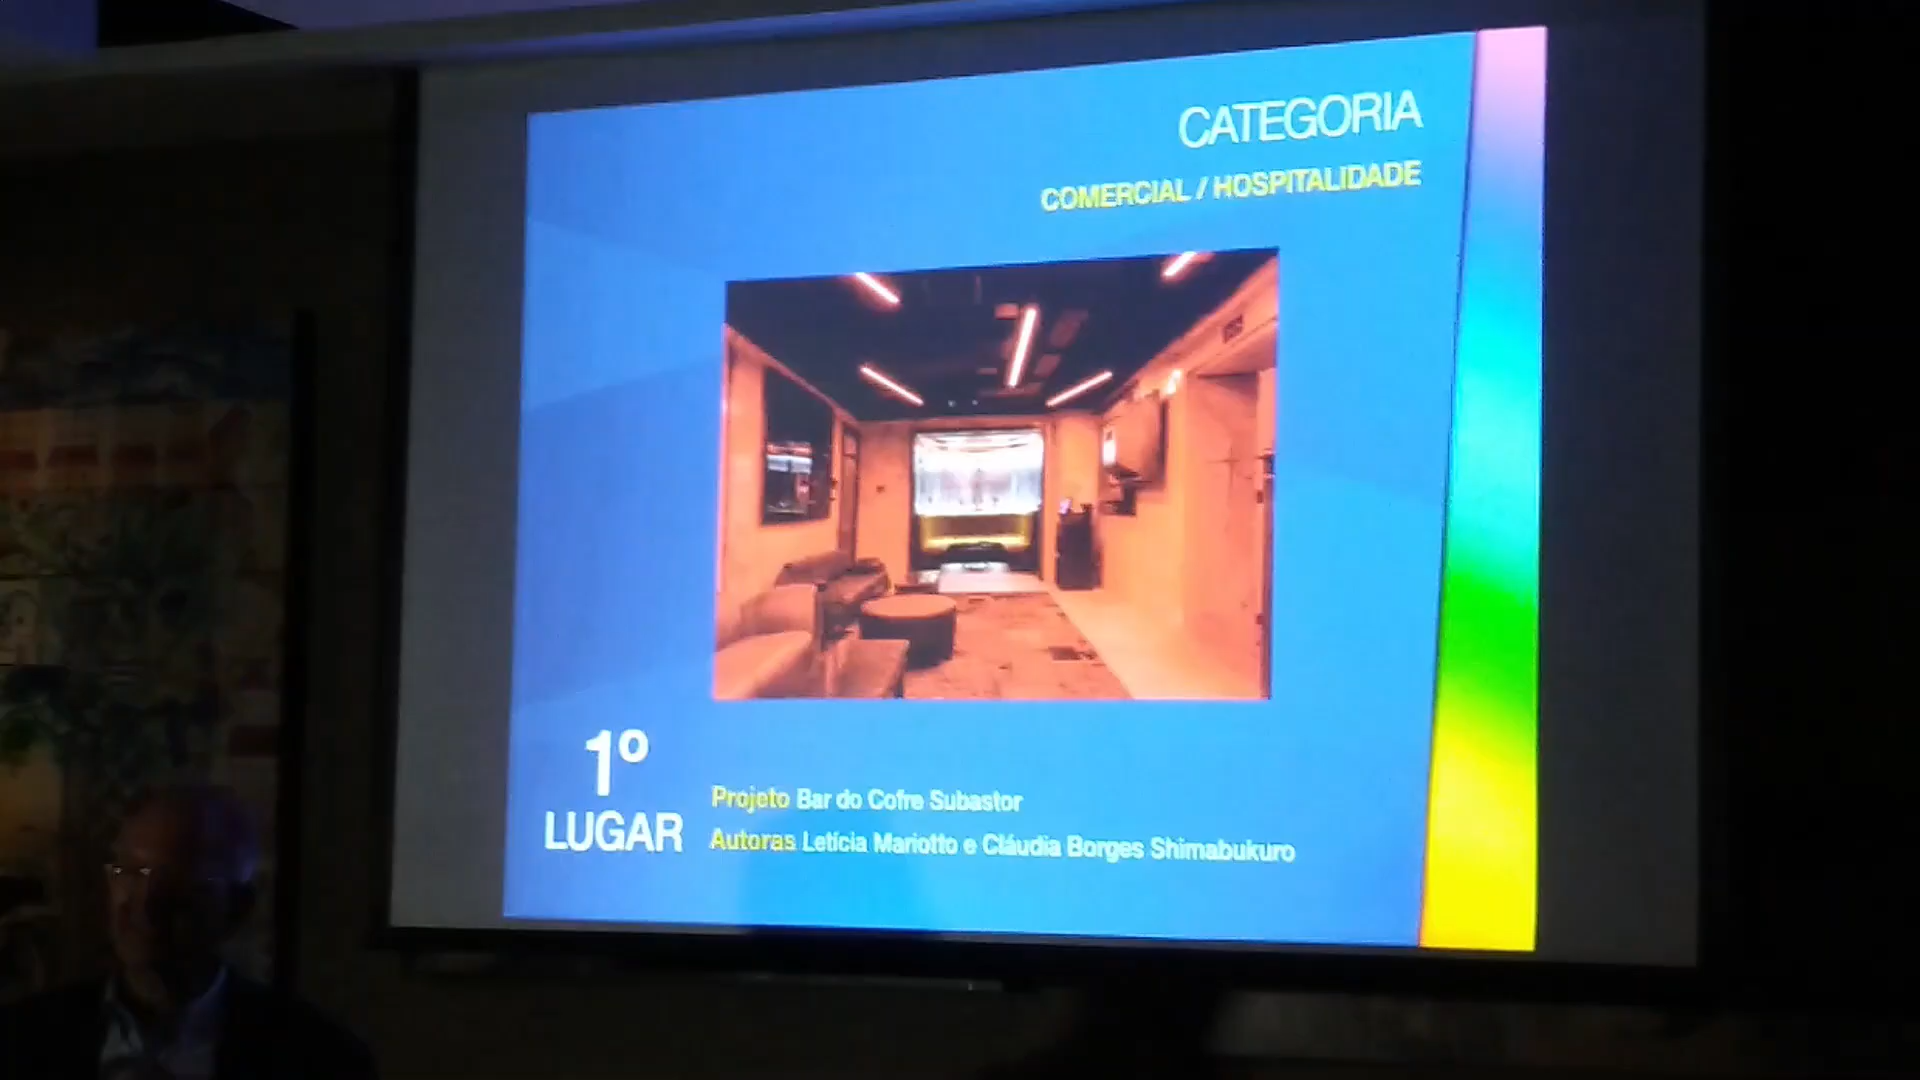 CATEGORIA
COMERCIAL / HOSPITALIDADE
1º
LUGAR
Projeto Bar do Cofre Subastor
Autoras Letícia Mariotto e Cláudia Borges Shimabukuro